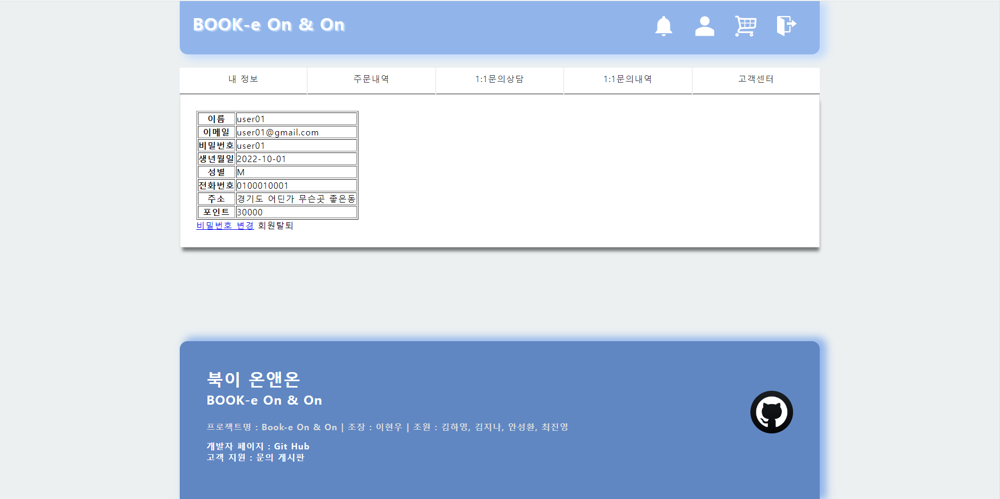 BOOK-e On & On
내 정보 주문내역 1:1문의상담 1:1문의내역 고객센터
이름 user01
이메일 user01@gmail.com
비밀번호 user01
생년월일 2022-10-01
성별 M
전화번호 0100010001
주소 경기도 어딘가 무슨곳 좋은동
포인트 30000
비밀번호 변경 회원탈퇴
북이 온앤온
BOOK-e On & On
프로젝트명 : Book-e On & On | 조장 : 이현우 | 조원 : 김하영, 김지나, 안성환, 최진영
개발자 페이지 : Git Hub
고객 지원 : 문의 게시판